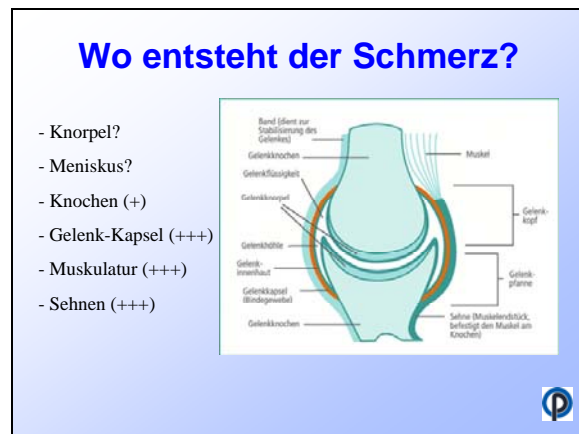 Wo entsteht der Schmerz?
- Knorpel?
- Meniskus?
- Knochen (+)
- Gelenk-Kapsel (+++)
- Muskulatur (+++)
- Sehnen (+++)
Band (dient zur
Stabilisierung des
Gelenkes)
Gelenkknochen
Gelenkflüssigkeit
Gelenkknorpel
Gelenkhöhle
Gelenk-
innenhaut
Gelenkkapsel
(Bindegewebe)
Gelenkknochen
Muskel
Gelenk-
kopf
Gelenk-
pfanne
Sehne (Muskelendstück,
befestigt den Muskel am
Knochen)